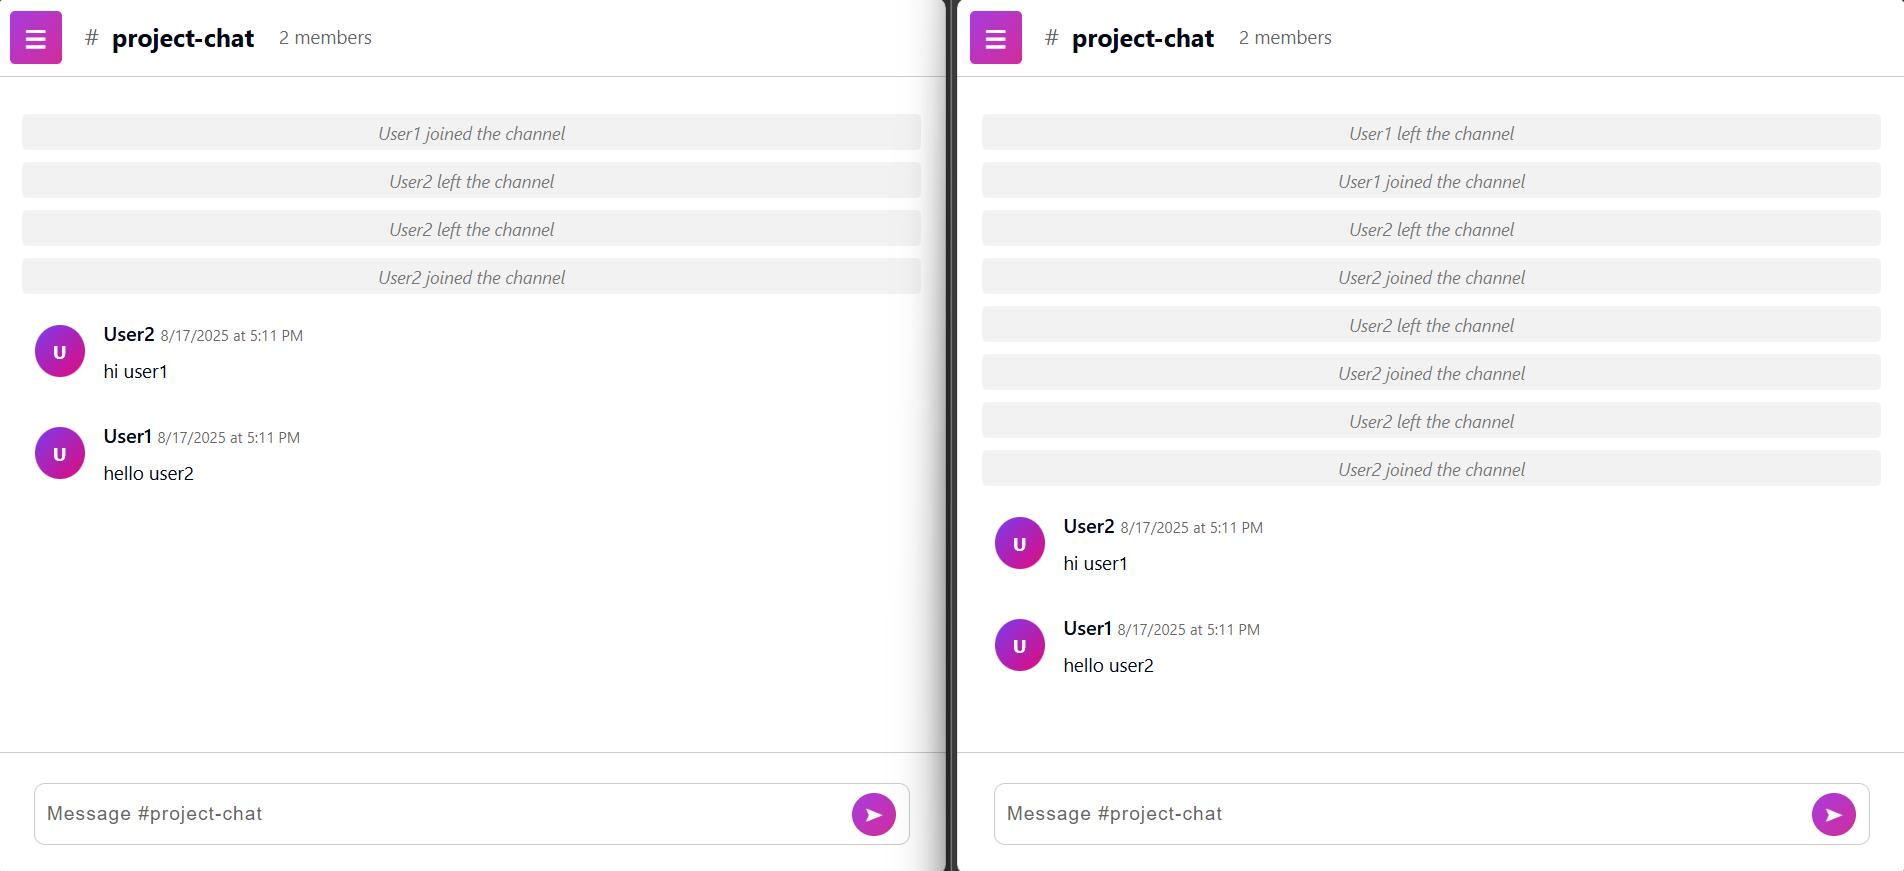 # project-chat 2 members
User1 joined the channel
User2 left the channel
User2 left the channel
User2 joined the channel
U
User2 8/17/2025 at 5:11 PM
hi user1
U
User1 8/17/2025 at 5:11 PM
hello user2
Message #project-chat
# project-chat 2 members
User1 left the channel
User1 joined the channel
User2 left the channel
User2 joined the channel
User2 left the channel
User2 joined the channel
User2 left the channel
User2 joined the channel
U
User2 8/17/2025 at 5:11 PM
hi user1
U
User1 8/17/2025 at 5:11 PM
hello user2
Message #project-chat